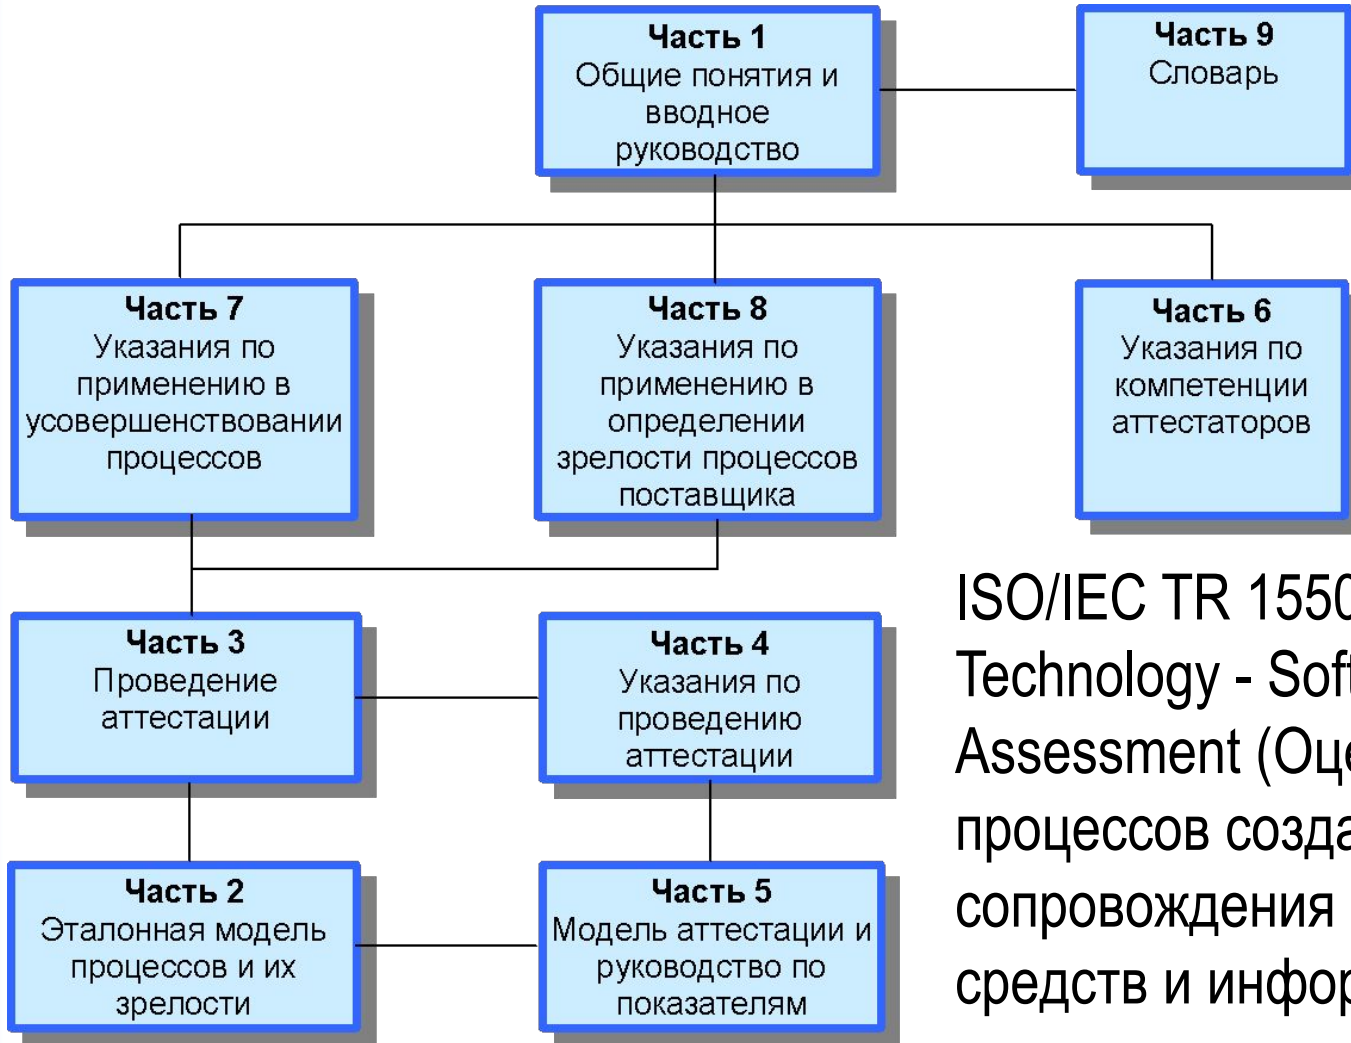 Часть 1
Общие понятия и
вводное
руководство
Часть 9
Словарь
Часть 7
Указания по
применению в
усовершенствовании
процессов
Часть 8
Указания по
применению в
определении
зрелости процессов
поставщика
Часть 6
Указания по
компетенции
аттестаторов
Часть 3
Проведение
аттестации
Часть 4
Указания по
проведению
аттестации
Часть 2
Эталонная модель
процессов и их
зрелости
Часть 5
Модель аттестации и
руководство по
показателям
ISO/IEC TR
Technology -
Assessment
процессов
сопровождения
средств и